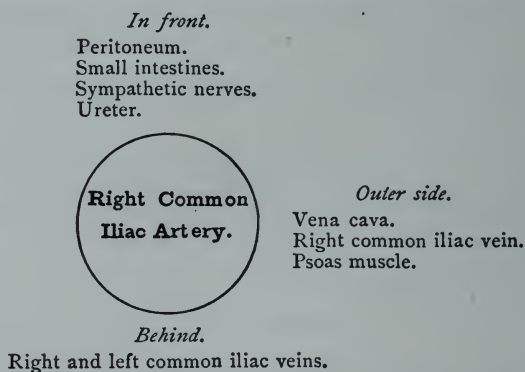 In front.
Peritoneum.
Small intestines.
Sympathetic nerves.
Ureter.
Right Common
Iliac Artery.
Outer side.
Vena cava.
Right common iliac vein.
Psoas muscle.
Behind.
Right and left common iliac veins.